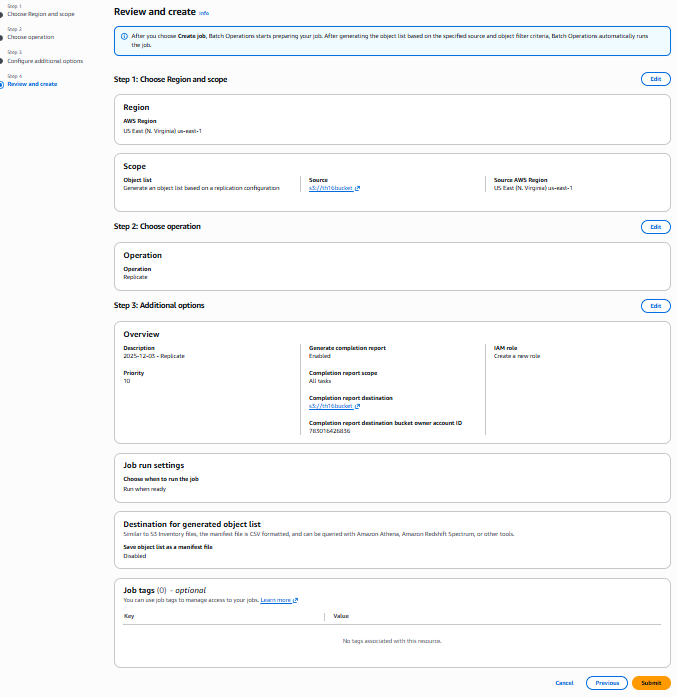 Step 1
Choose Region and scope
Step 2
Choose operation
Step 3
Configure additional options
Step 4
Review and create
Review and create Info
After you choose Create job, Batch Operations starts preparing your job. After generating the object list based on the specified source and object filter criteria, Batch Operations automatically runs
the job.
Step 1: Choose Region and scope
Edit
Region
AWS Region
US East (N. Virginia) us-east-1
Scope
Object list
Generate an object list based on a replication configuration
Source
s3://th16bucket
Source AWS Region
US East (N. Virginia) us-east-1
Step 2: Choose operation
Edit
Operation
Operation
Replicate
Step 3: Additional options
Edit
Overview
Description
2025-12-03 - Replicate
Priority
10
Generate completion report
Enabled
Completion report scope
All tasks
Completion report destination
s3://th16bucket
Completion report destination bucket owner account ID
783016426836
IAM role
Create a new role
Job run settings
Choose when to run the job
Run when ready
Destination for generated object list
Similar to S3 Inventory files, the manifest file is CSV formatted, and can be queried with Amazon Athena, Amazon Redshift Spectrum, or other tools.
Save object list as a manifest file
Disabled
Job tags (0) - optional
You can use job tags to manage access to your jobs. Learn more
Key Value
No tags associated with this resource.
Cancel Previous Submit